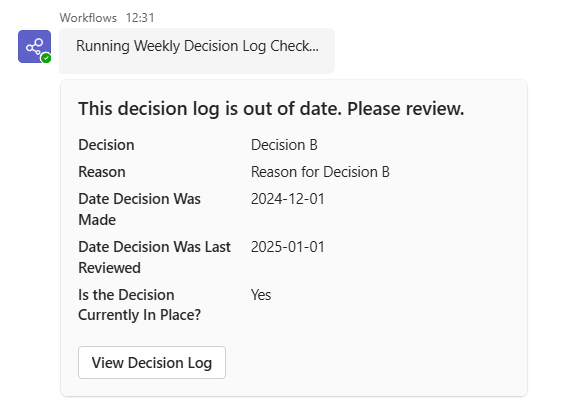 Workflows 12:31
Running Weekly Decision Log Check...
This decision log is out of date. Please review.
Decision Decision B
Reason Reason for Decision B
Date Decision Was 2024-12-01
Made
Date Decision Was Last 2025-01-01
Reviewed
Is the Decision Yes
Currently In Place?
View Decision Log